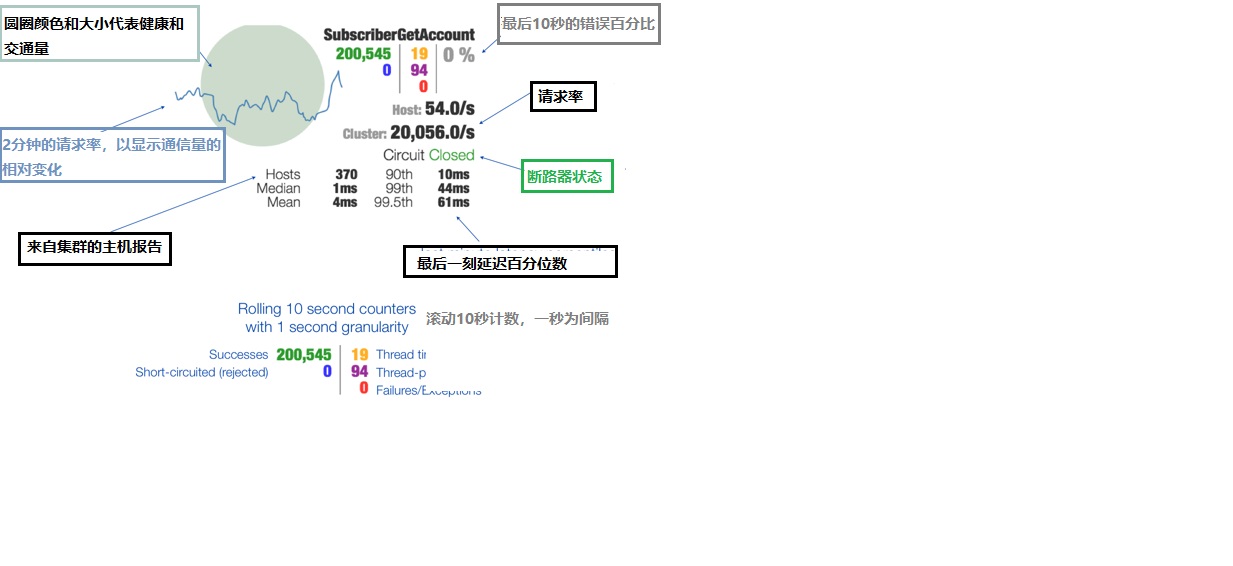 圆圈颜色和大小代表健康和
交通量
SubscriberGetAccount
200,545 19 0 %
0 94
0
最后10秒的错误百分比
Host: 54.0/s
请求率
Cluster: 20,056.0/s
2分钟的请求率，以显示通信量的
相对变化
Circuit Closed
断路器状态
Hosts 370 90th 10ms
Median 1ms 99th 44ms
Mean 4ms 99.5th 61ms
来自集群的主机报告
最后一刻延迟百分位数
Rolling 10 second counters
with 1 second granularity
滚动10秒计数，一秒为间隔
Successes 200,545 19 Thread
Short-circuited (rejected) 0 94
0 Failures/Exceptions